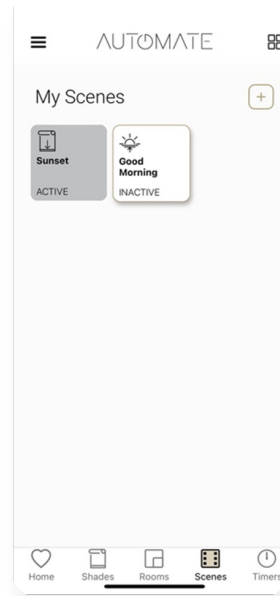 AUTOMATE
My Scenes
Sunset
ACTIVE
Good
Morning
INACTIVE
Home
Shades
Rooms
Scenes
Timers